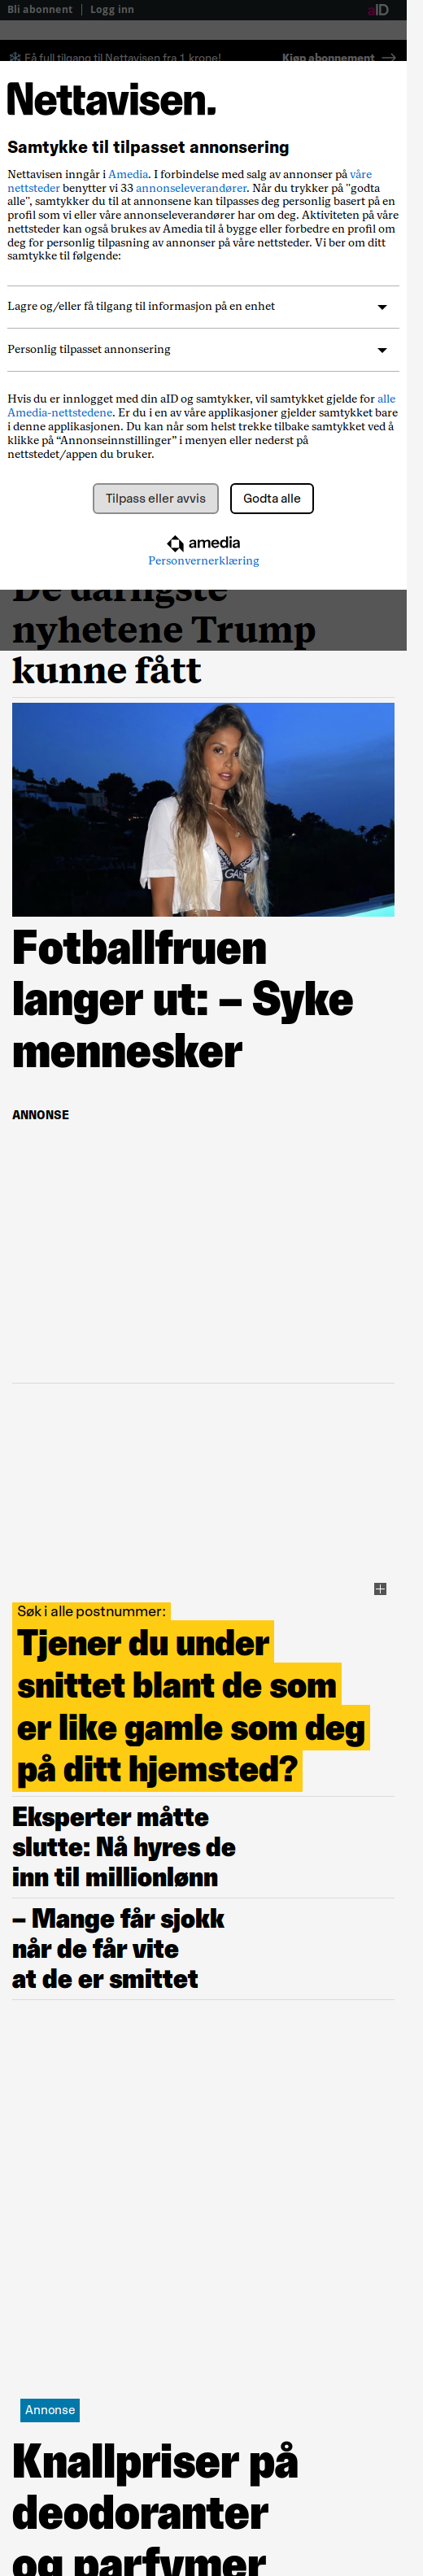 Bli abonnent
Logg inn
aID
Få full tilgang til Nettavisen fra 1 krone!
Kjøp abonnement
Nettavisen.
Samtykke til tilpasset annonsering
Nettavisen inngår i Amedia. I forbindelse med salg av annonser på våre
nettsteder benytter vi 33 annonseleverandører. Når du trykker på "godta
alle", samtykker du til at annonsene kan tilpasses deg personlig basert på en
profil som vi eller våre annonseleverandører har om deg. Aktiviteten på våre
nettsteder kan også brukes av Amedia til å bygge eller forbedre en profil om
deg for personlig tilpasning av annonser på våre nettsteder. Vi ber om ditt
samtykke til følgende:
Lagre og/eller få tilgang til informasjon på en enhet
Personlig tilpasset annonsering
Hvis du er innlogget med din aID og samtykker, vil samtykket gjelde for alle
Amedia-nettstedene. Er du i en av våre applikasjoner gjelder samtykket bare
i denne applikasjonen. Du kan når som helst trekke tilbake samtykket ved å
klikke på “Annonseinnstillinger” i menyen eller nederst på
nettstedet/appen du bruker.
Tilpass eller avvis
Godta alle
amedia
Personvernerklæring
De dårligste
nyhetene Trump
kunne fått
Fotballfruen
langer ut: – Syke
mennesker
ANNONSE
Søk i alle postnummer:
Tjener du under
snittet blant de som
er like gamle som deg
på ditt hjemsted?
Eksperter måtte
slutte: Nå hyres de
inn til millionlønn
– Mange får sjokk
når de får vite
at de er smittet
Annonse
Knallpriser på
deodoranter
og parfymer